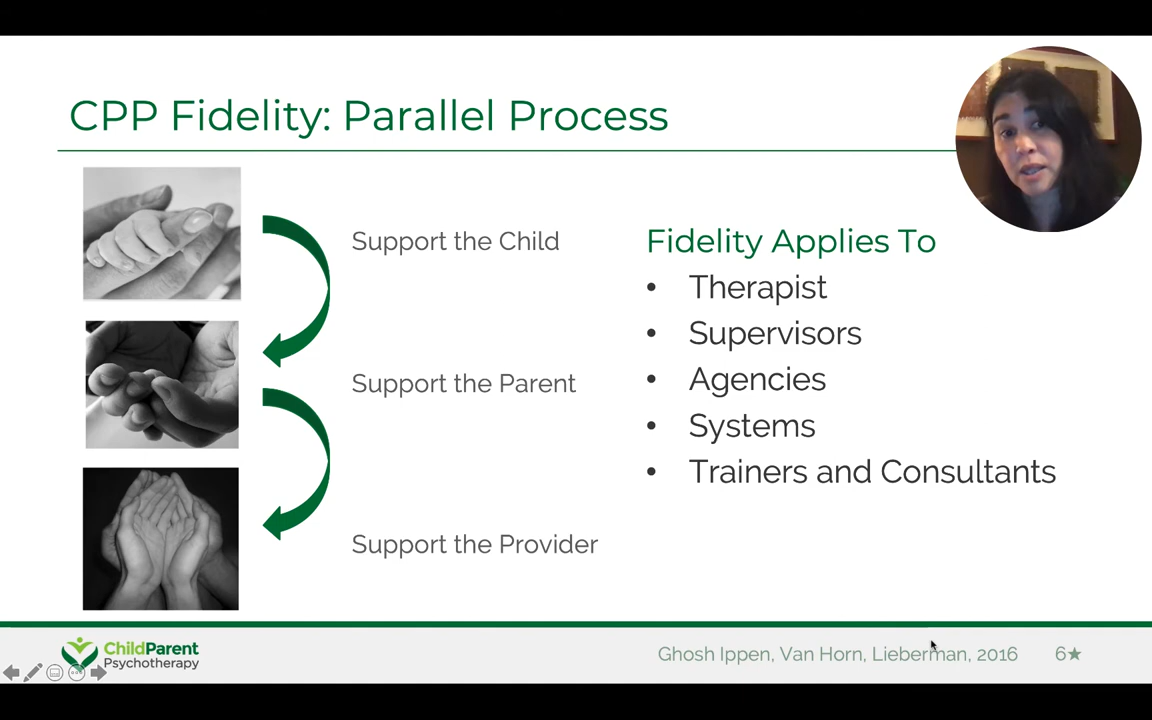 CPP Fidelity: Parallel Process
Support the Child
Support the Parent
Support the Provider
Fidelity Applies To
• Therapist
• Supervisors
• Agencies
• Systems
• Trainers and Consultants
ChildParent
Psychotherapy
Ghosh Ippen, Van Horn, Lieberman, 2016
6★